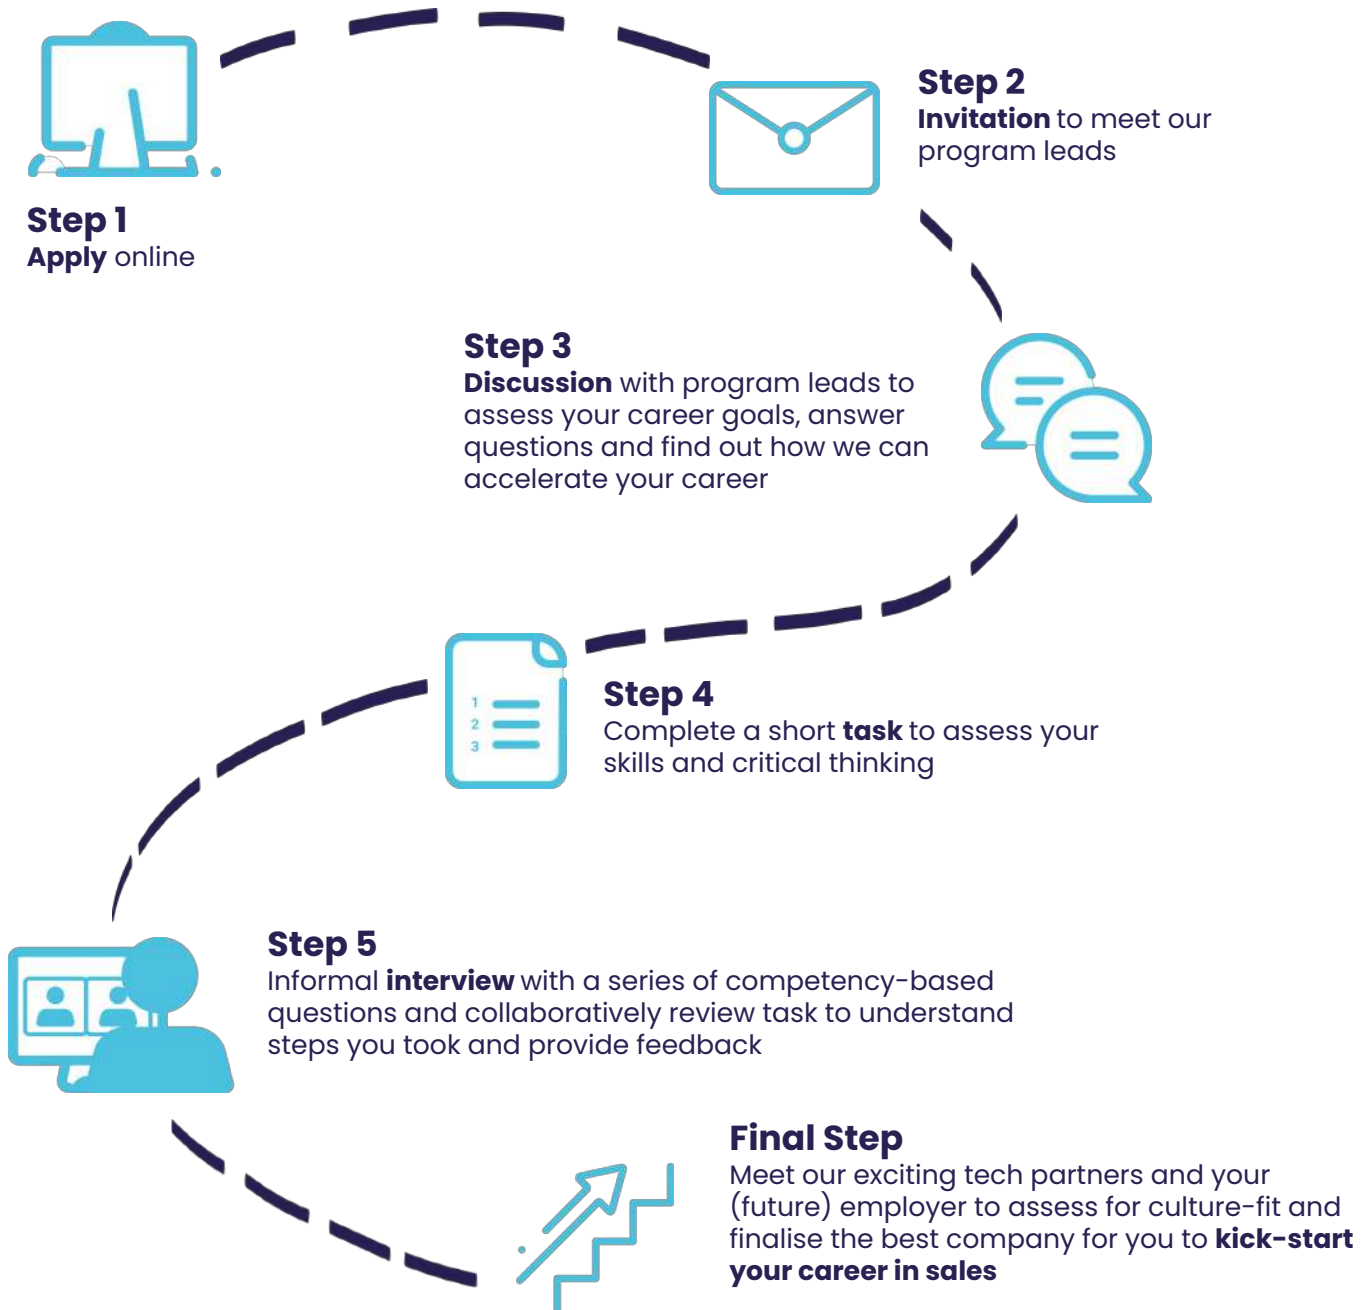 Step 1
Apply online
Step 2
Invitation to meet our
program leads
Step 3
Discussion with program leads to
assess your career goals, answer
questions and find out how we can
accelerate your career
1
2
3
Step 4
Complete a short task to assess your
skills and critical thinking
Step 5
Informal interview with a series of competency-based
questions and collaboratively review task to understand
steps you took and provide feedback
Final Step
Meet our exciting tech partners and your
(future) employer to assess for culture-fit and
finalise the best company for you to kick-start
your career in sales